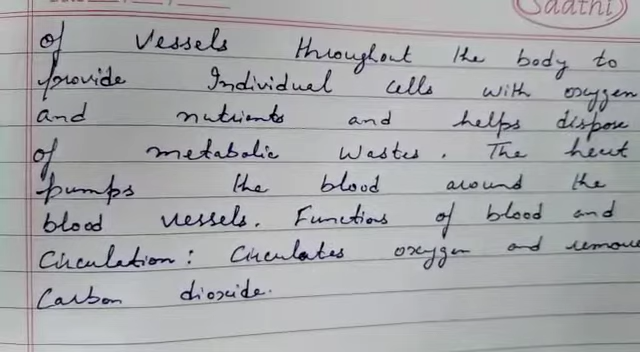 Saathi
of vessels throughout the body to
provide Individual cells with oxygen
and nutrients and helps dispose
of metabolic wastes. The heut
pumps the blood around the
blood vessels. Functions of blood and
Circulation: Circulates oxygen and remove
Carbon dioxide.